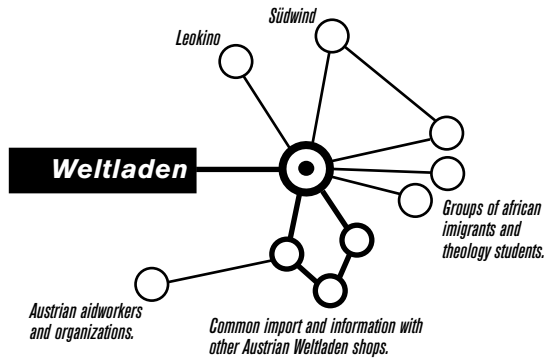 Südwind
Leokino
Weltladen
Groups of african
imigrants and
theology students.
Austrian aidworkers
and organizations.
Common import and information with
other Austrian Weltladen shops.